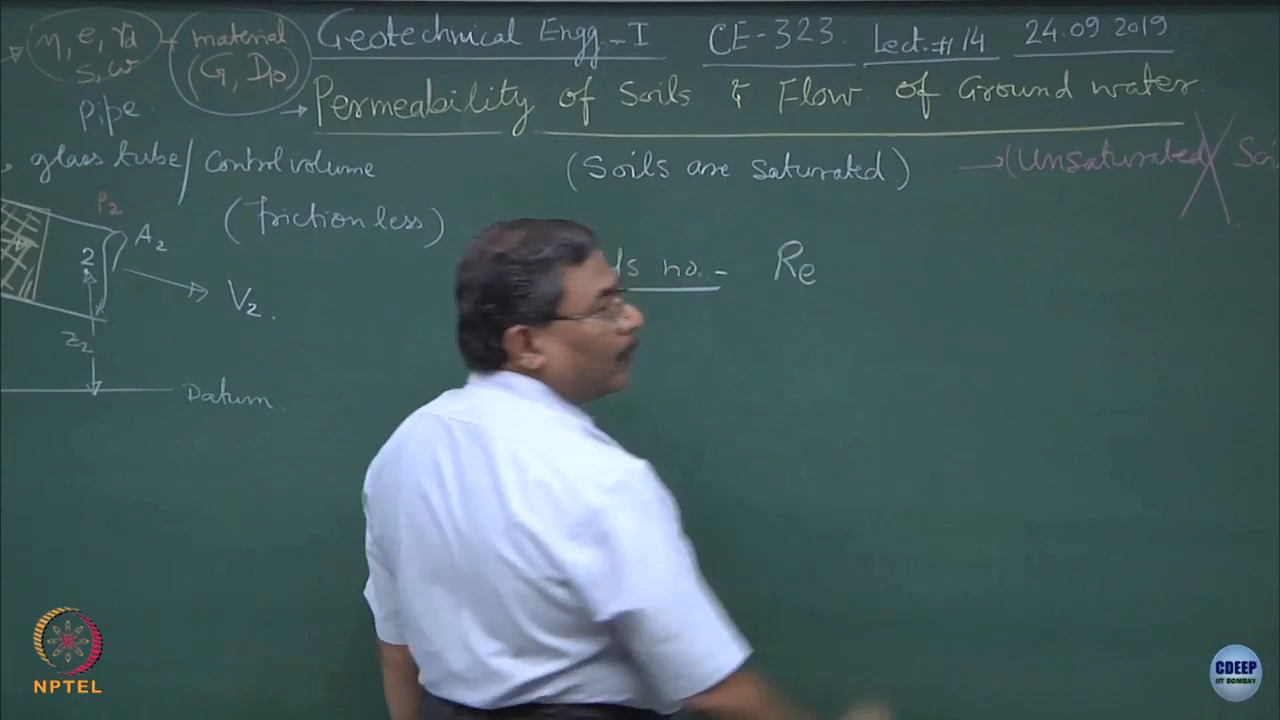 η, e, γd
S, w
material
(G, D10)
Geotechnical Engg.-I CE-323. Lect.#14 24.09.2019
Permeability of Soils & Flow of Ground water
pipe.
glass tube/ Control volume
(Soils are saturated)
(Unsaturated
(frictionless)
P2
A2
2
V2.
Z2
Datum.
ds no.- Re
NPTEL
CDEEP
IIT BOMBAY